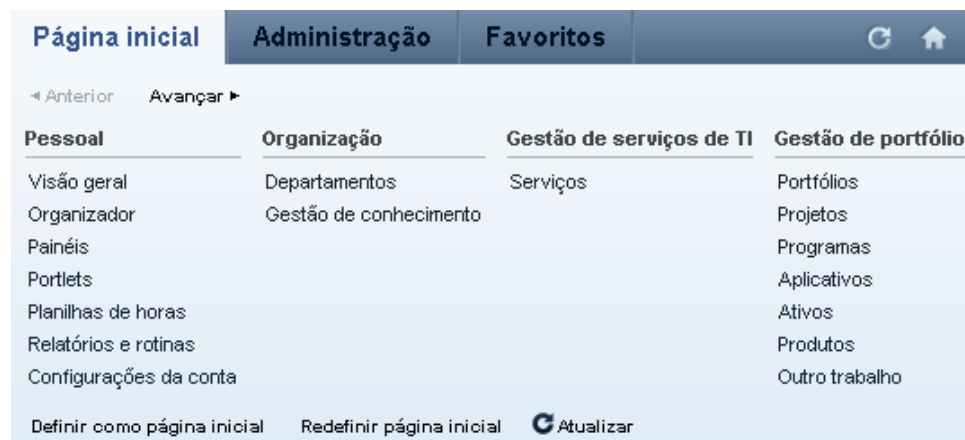 Página inicial Administração Favoritos
Anterior Avançar
Pessoal Organização Gestão de serviços de TI Gestão de portfólio
Visão geral Departamentos Serviços Portfólios
Organizador Gestão de conhecimento Projetos
Painéis Programas
Portlets Aplicativos
Planilhas de horas Ativos
Relatórios e rotinas Produtos
Configurações da conta Outro trabalho
Definir como página inicial Redefinir página inicial Atualizar